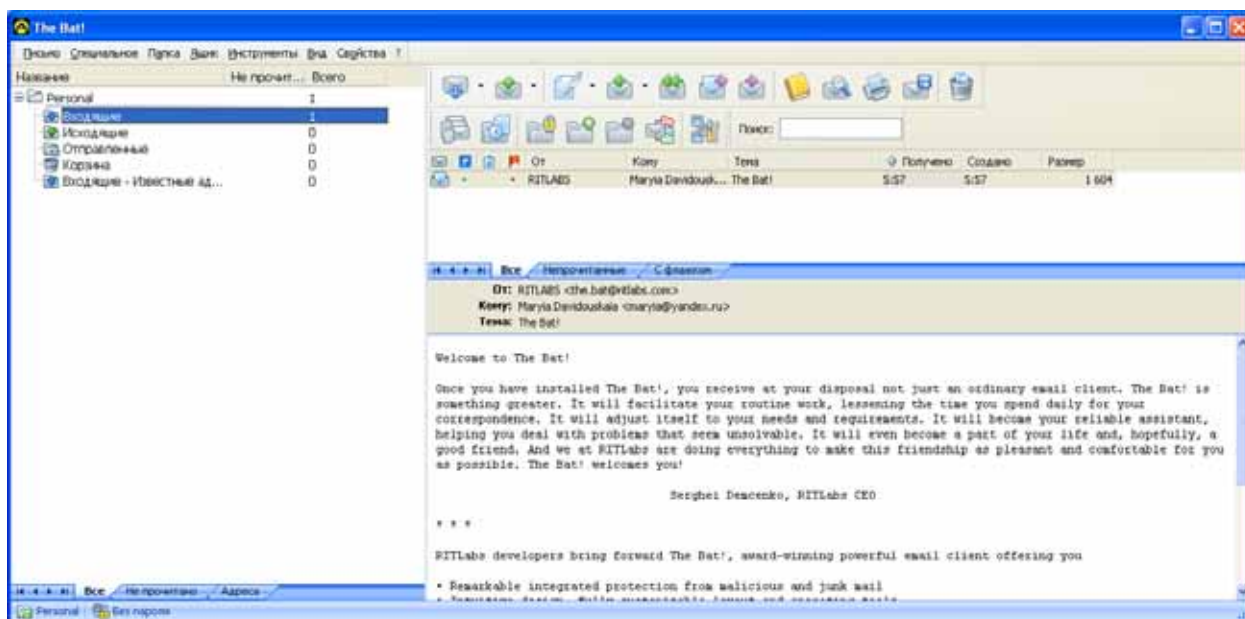 The Bat!
Письмо Специальное Папка Ящик Инструменты Вид Свойства ?
Название Не прочит... Всего
Personal 1
Входящие 1
Исходящие 0
Отправленные 0
Корзина 0
Входящие - Известные ад... 0
Поиск:
От Кому Тема Получено Создано Размер
RITLABS Maryia Davidousk... The Bat! 5:57 5:57 1 604
Все Непрочитанные С флагом
От: RITLABS <the.bat@ritlabs.com>
Кому: Maryia Davidouskaia <maryia@yandex.ru>
Тема: The Bat!
Welcome to The Bat!
Once you have installed The Bat!, you receive at your disposal not just an ordinary email client. The Bat! is
something greater. It will facilitate your routine work, lessening the time you spend daily for your
correspondence. It will adjust itself to your needs and requirements. It will become your reliable assistant,
helping you deal with problems that seem unsolvable. It will even become a part of your life and, hopefully, a
good friend. And we at RITLabs are doing everything to make this friendship as pleasant and comfortable for you
as possible. The Bat! welcomes you!
Serghei Demcenko, RITLabs CEO
* * *
RITLabs developers bring forward The Bat!, award-winning powerful email client offering you
• Remarkable integrated protection from malicious and junk mail
Все Не прочитано Адреса
Personal Без пароля